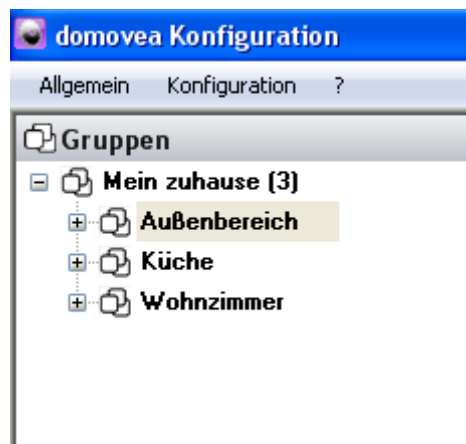 domovea Konfiguration
Allgemein Konfiguration ?
Gruppen
Mein zuhause (3)
Außenbereich
Küche
Wohnzimmer